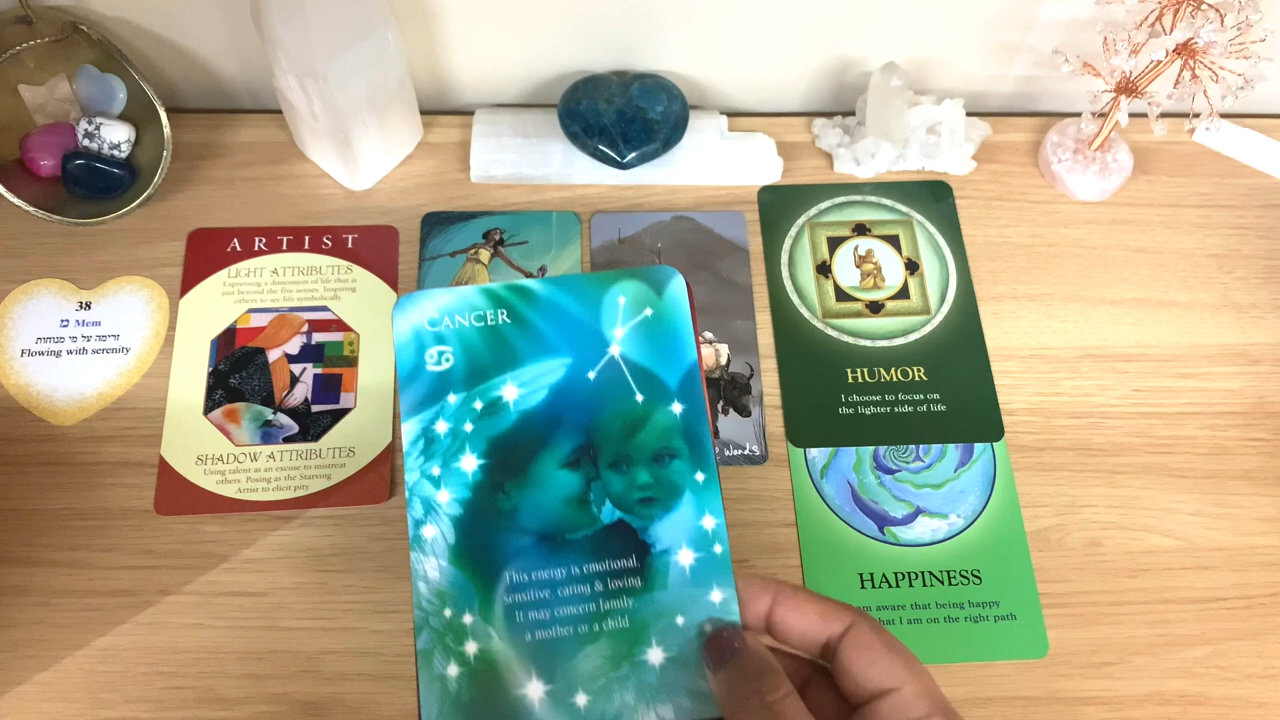 38
מ Mem
זרימה על מי מנוחות
Flowing with serenity
ARTIST
LIGHT ATTRIBUTES
Expressing a dimension of life that is
just beyond the five senses. Inspiring
others to see life symbolically.
SHADOW ATTRIBUTES
Using talent as an excuse to mistreat
others. Posing as the Starving
Artist to elicit pity.
CANCER
♋
This energy is emotional,
sensitive, caring & loving.
It may concern family,
a mother or a child
Wands
HUMOR
I choose to focus on
the lighter side of life
HAPPINESS
am aware that being happy
that I am on the right path